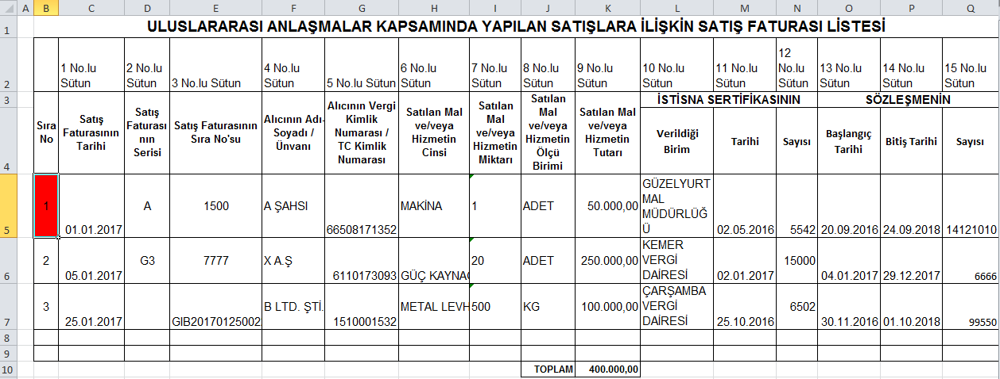 A B C D E F G H I J K L M N O P Q
1 ULUSLARARASI ANLAŞMALAR KAPSAMINDA YAPILAN SATIŞLARA İLİŞKİN SATIŞ FATURASI LİSTESİ
2 1 No.lu Sütun 2 No.lu Sütun 3 No.lu Sütun 4 No.lu Sütun 5 No.lu Sütun 6 No.lu Sütun 7 No.lu Sütun 8 No.lu Sütun 9 No.lu Sütun 10 No.lu Sütun 11 No.lu Sütun 12 No.lu Sütun 13 No.lu Sütun 14 No.lu Sütun 15 No.lu Sütun
3 İSTİSNA SERTİFİKASININ SÖZLEŞMENİN
4 Sıra No Satış Faturasının Tarihi Satış Faturasının Serisi Satış Faturasının Sıra No'su Alıcının Adı-Soyadı / Ünvanı Alıcının Vergi Kimlik Numarası / TC Kimlik Numarası Satılan Mal ve/veya Hizmetin Cinsi Satılan Mal ve/veya Hizmetin Miktarı Satılan Mal ve/veya Hizmetin Ölçü Birimi Satılan Mal ve/veya Hizmetin Tutarı Verildiği Birim Tarihi Sayısı Başlangıç Tarihi Bitiş Tarihi Sayısı
5 1 01.01.2017 A 1500 A ŞAHSI 66508171352 MAKİNA 1 ADET 50.000,00 GÜZELYURT MAL MÜDÜRLÜĞÜ 02.05.2016 5542 20.09.2016 24.09.2018 14121010
6 2 05.01.2017 G3 7777 X A.Ş 6110173093 GÜÇ KAYNAĞ 20 ADET 250.000,00 KEMER VERGİ DAİRESİ 02.01.2017 15000 04.01.2017 29.12.2017 6666
7 3 25.01.2017 GIB20170125002 B LTD. ŞTİ. 1510001532 METAL LEVH 500 KG 100.000,00 ÇARŞAMBA VERGİ DAİRESİ 25.10.2016 6502 30.11.2016 01.10.2018 99550
8
9
10 TOPLAM 400.000,00